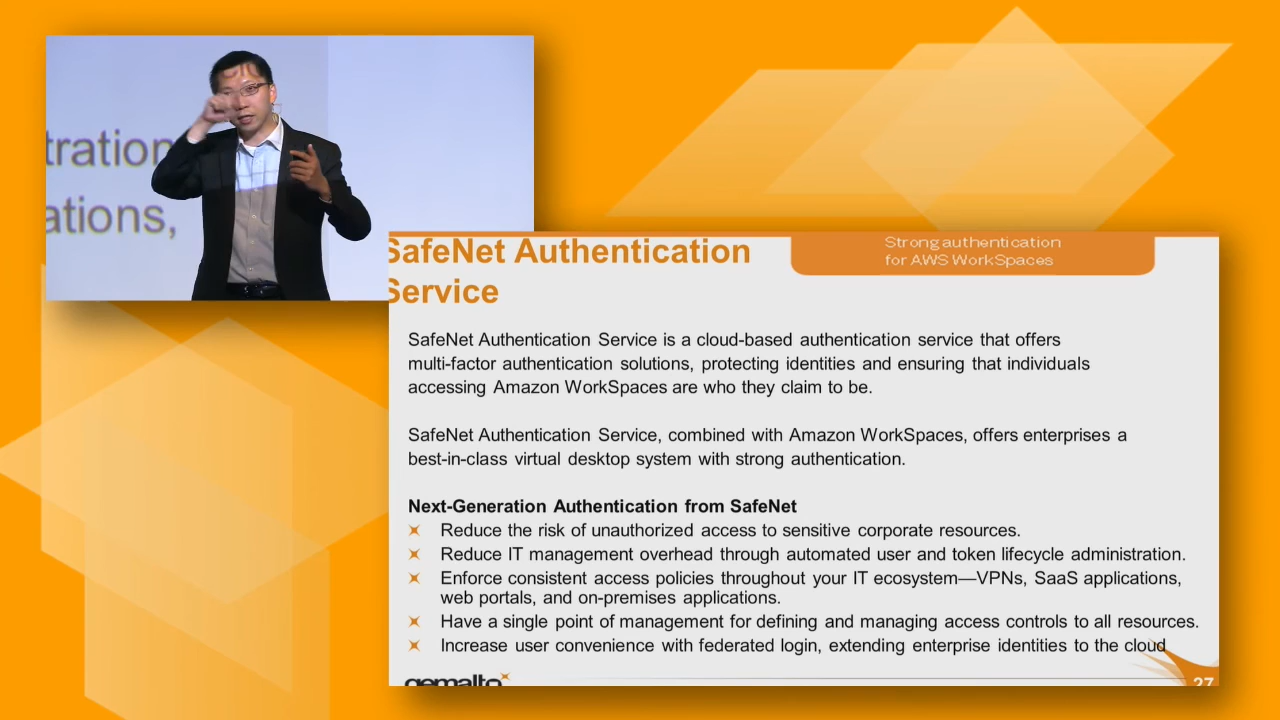 tration
ations,
SafeNet Authentication
Service
Strong authentication
for AWS WorkSpaces
SafeNet Authentication Service is a cloud-based authentication service that offers
multi-factor authentication solutions, protecting identities and ensuring that individuals
accessing Amazon WorkSpaces are who they claim to be.
SafeNet Authentication Service, combined with Amazon WorkSpaces, offers enterprises a
best-in-class virtual desktop system with strong authentication.
Next-Generation Authentication from SafeNet
Reduce the risk of unauthorized access to sensitive corporate resources.
Reduce IT management overhead through automated user and token lifecycle administration.
Enforce consistent access policies throughout your IT ecosystem—VPNs, SaaS applications,
web portals, and on-premises applications.
Have a single point of management for defining and managing access controls to all resources.
Increase user convenience with federated login, extending enterprise identities to the cloud
gemalto
27